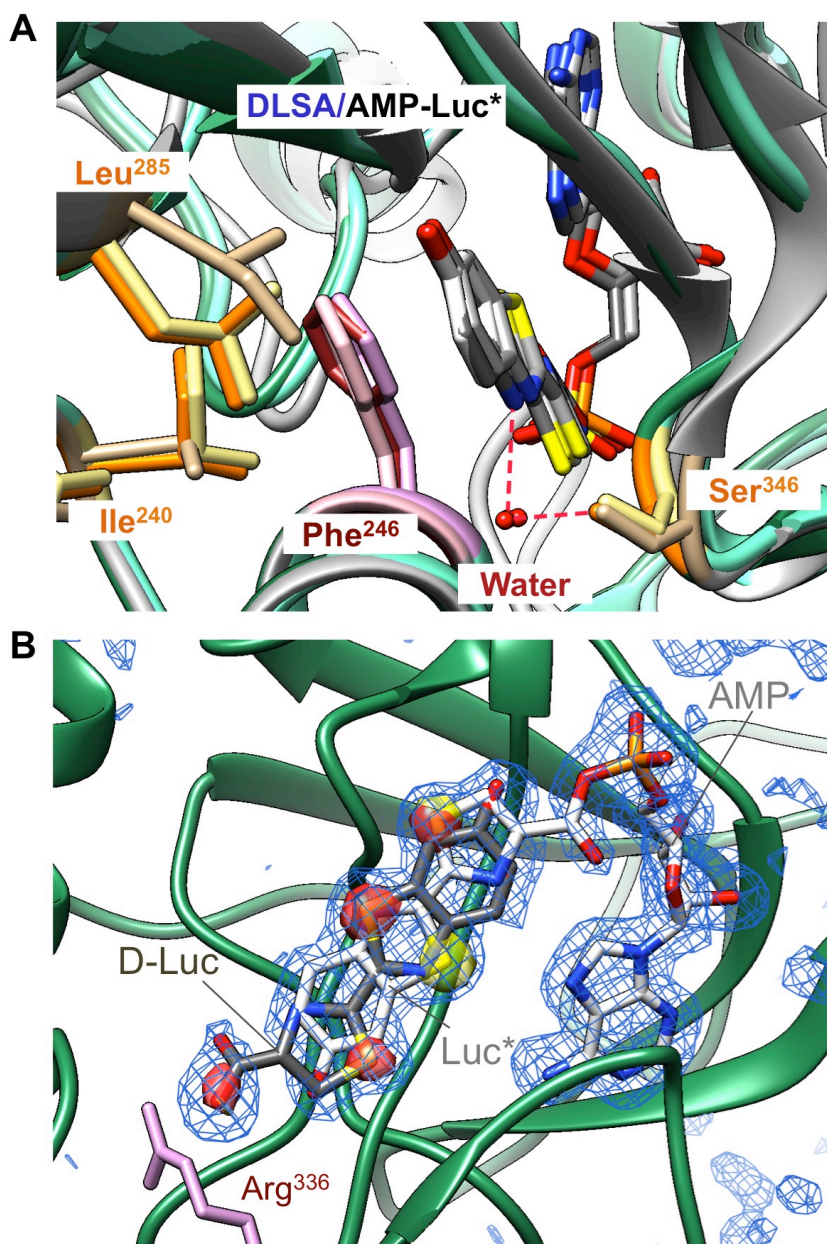 A
DLSA/AMP-Luc*
Leu²⁸⁵
Ile²⁴⁰
Phe²⁴⁶
Ser³⁴⁶
Water
B
AMP
D-Luc
Luc*
Arg³³⁶